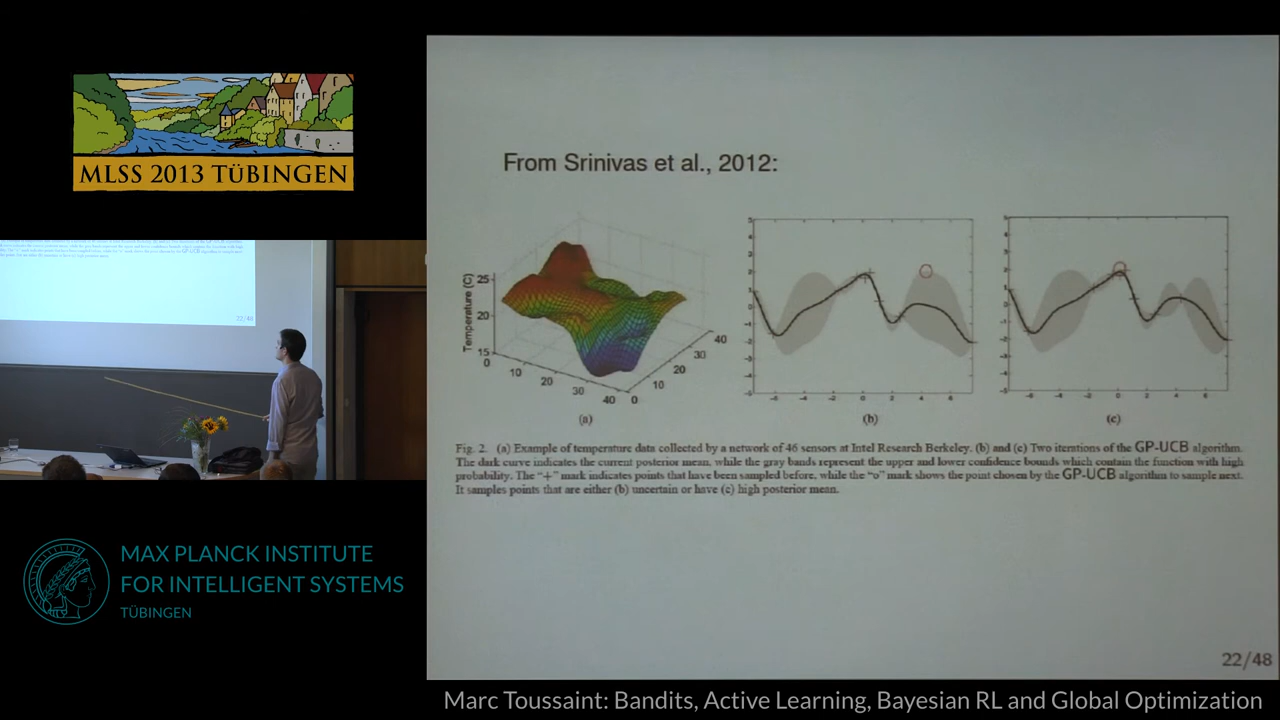 MLSS 2013 TÜBINGEN
22/48
MAX PLANCK INSTITUTE
FOR INTELLIGENT SYSTEMS
TÜBINGEN
From Srinivas et al., 2012:
Temperature (C)
25
20
15
0
10
20
30
40
0
10
20
30
40
(a)
(b)
(c)
Fig. 2. (a) Example of temperature data collected by a network of 46 sensors at Intel Research Berkeley. (b) and (c) Two iterations of the GP-UCB algorithm.
The dark curve indicates the current posterior mean, while the gray bands represent the upper and lower confidence bounds which contain the function with high
probability. The "+" mark indicates points that have been sampled before, while the "o" mark shows the point chosen by the GP-UCB algorithm to sample next.
It samples points that are either (b) uncertain or have (c) high posterior mean.
22/48
Marc Toussaint: Bandits, Active Learning, Bayesian RL and Global Optimization